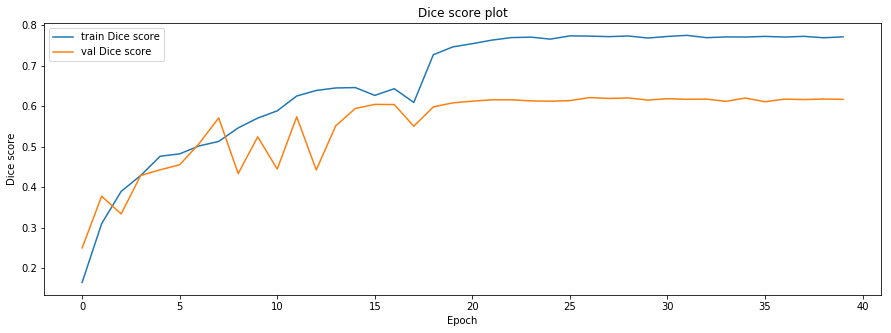 Dice score plot
train Dice score
val Dice score
0.8
0.7
0.6
0.5
0.4
0.3
0.2
Dice score
0 5 10 15 20 25 30 35 40
Epoch